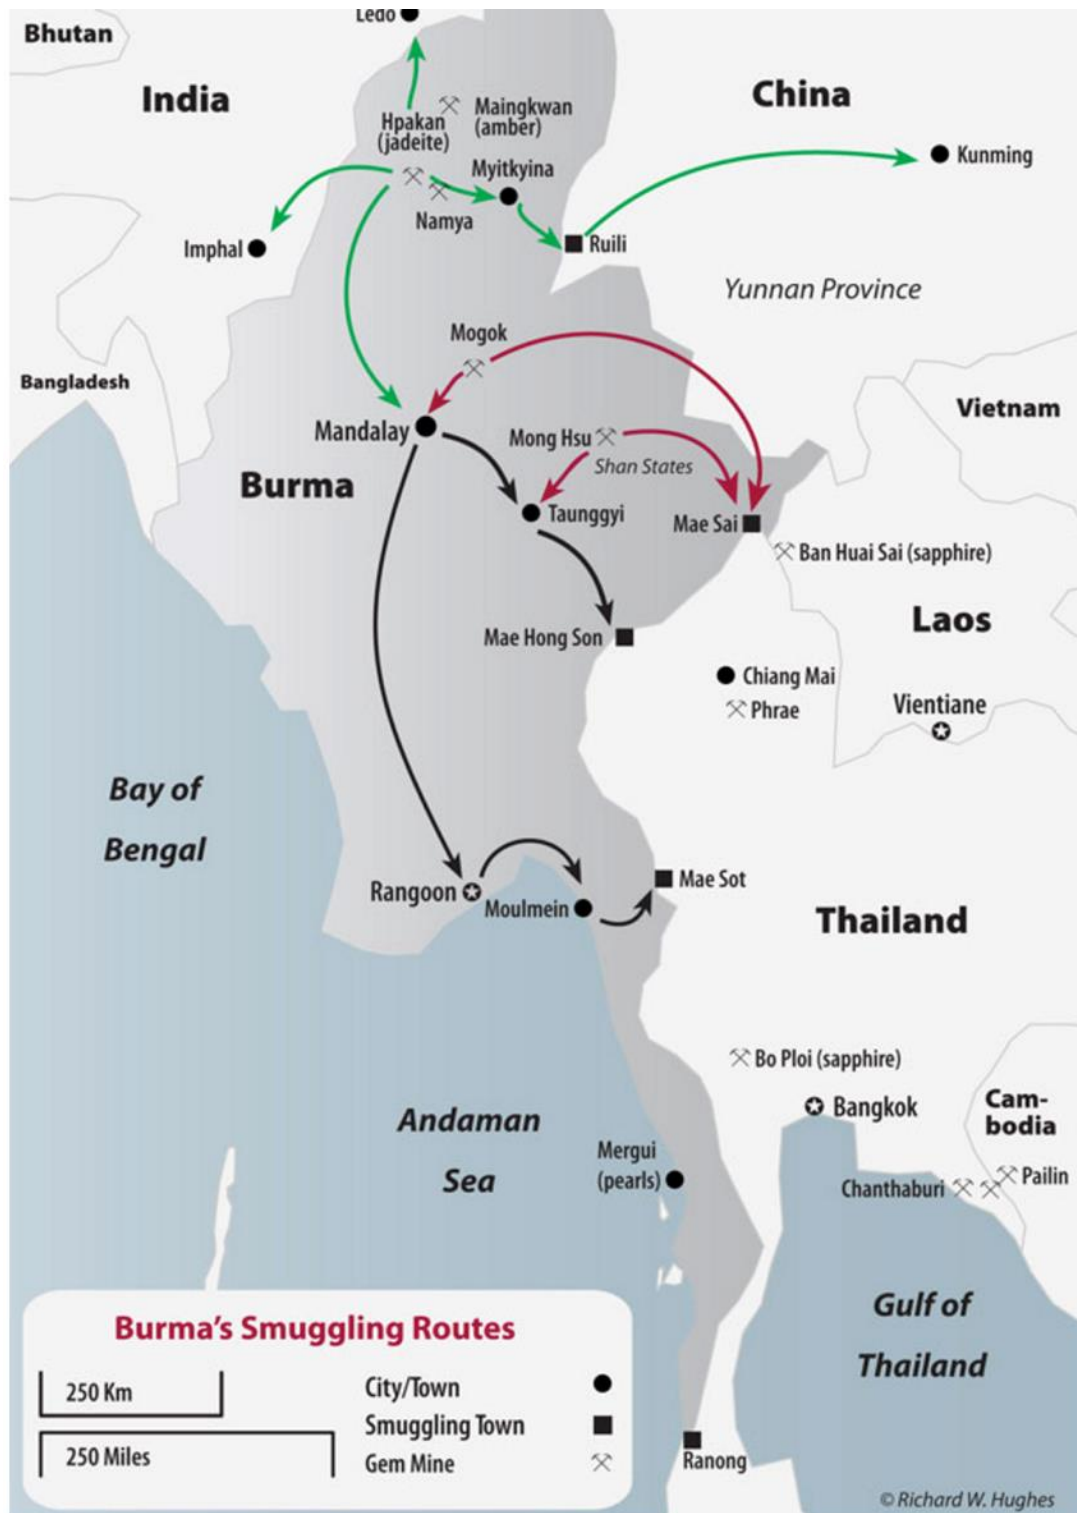 Ledo
Bhutan
India
China
Maingkwan
(amber)
Hpakan
(jadeite)
Kunming
Myitkyina
Namya
Imphal
Ruili
Yunnan Province
Mogok
Bangladesh
Vietnam
Mandalay
Mong Hsu
Shan States
Burma
Taunggyi
Mae Sai
Ban Huai Sai (sapphire)
Laos
Mae Hong Son
Chiang Mai
Phrae
Vientiane
Bay of
Bengal
Rangoon
Moulmein
Mae Sot
Thailand
Bo Ploi (sapphire)
Bangkok
Cam-
bodia
Andaman
Sea
Mergui
(pearls)
Pailin
Chanthaburi
Gulf of
Thailand
Burma's Smuggling Routes
250 Km
250 Miles
City/Town
Smuggling Town
Gem Mine
Ranong
© Richard W. Hughes